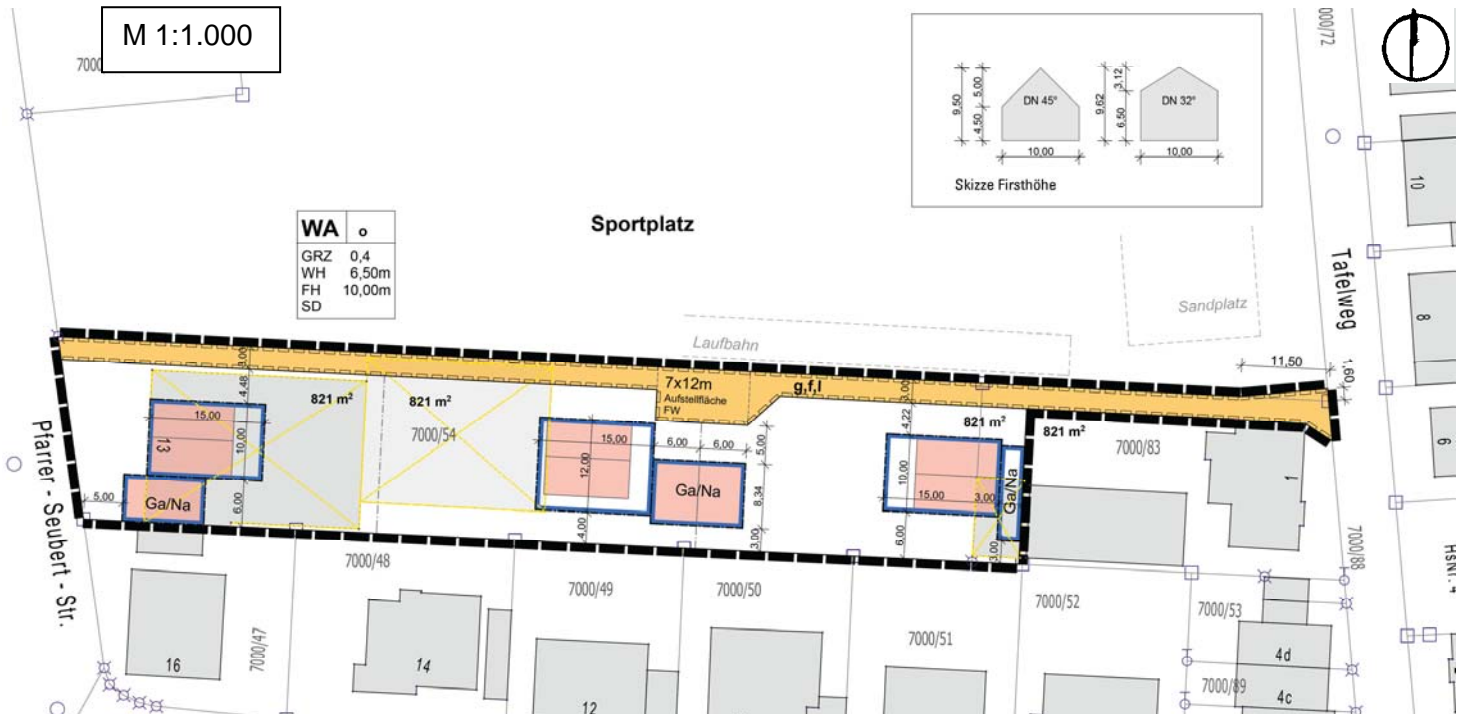 M 1:1.000
7000
000/72
9,50
5,00
4,50
DN 45°
10,00
9,62
3,12
6,50
DN 32°
10,00
Skizze Firsthöhe
10
WA o
GRZ 0,4
WH 6,50m
FH 10,00m
SD
Sportplatz
Tafelweg
Sandplatz
Laufbahn
8
11,50
1,60
6
3,00
4,48
821 m²
821 m²
7x12m
Aufstellfläche
FW
g,f,l
3,00
4,22
821 m²
821 m²
7000/54
7000/83
1
Pfarrer - Seubert - Str.
13
15,00
10,00
6,00
5,00
Ga/Na
15,00
12,00
4,00
6,00
6,00
5,00
8,34
3,00
Ga/Na
10,00
15,00
3,00
6,00
3,00
Ga/Na
7000/88
HsNr. 4
7000/48
7000/49
7000/50
7000/52
7000/53
7000/47
7000/51
16
14
12
4d
7000/89
4c